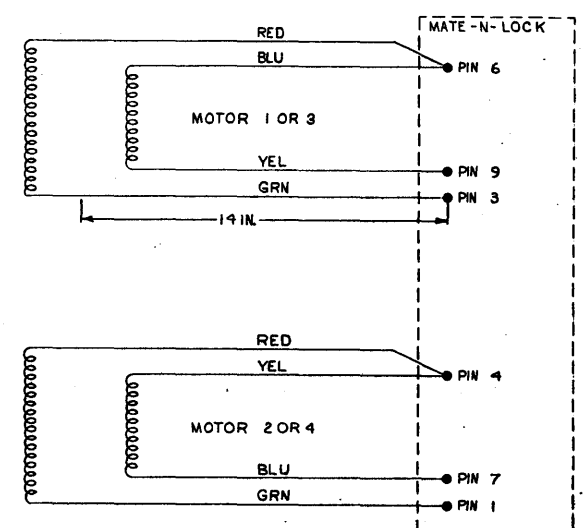 MATE-N-LOCK
RED
BLU
PIN 6
MOTOR 1 OR 3
YEL
PIN 9
GRN
PIN 3
14 IN.
RED
YEL
PIN 4
MOTOR 2 OR 4
BLU
PIN 7
GRN
PIN 1